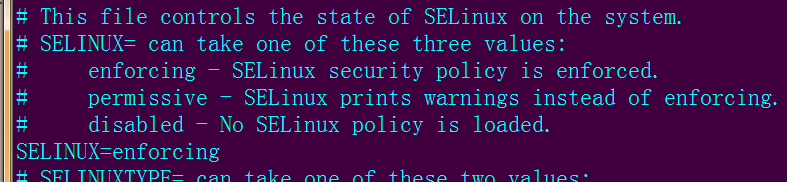 # This file controls the state of SELinux on the system.
# SELINUX= can take one of these three values:
#     enforcing - SELinux security policy is enforced.
#     permissive - SELinux prints warnings instead of enforcing.
#     disabled - No SELinux policy is loaded.
SELINUX=enforcing
# SELINUXTYPE= can take one of these two values: